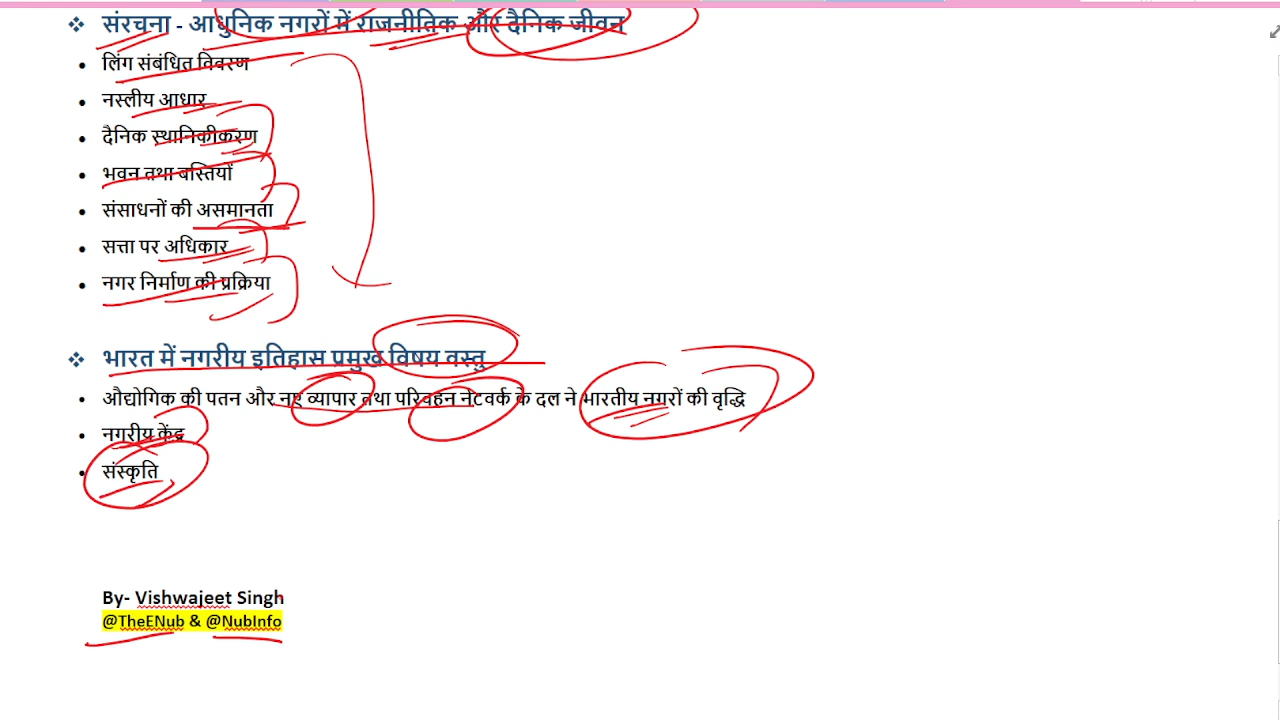 ❖ संरचना - आधुनिक नगरों में राजनीतिक और दैनिक जीवन
• लिंग संबंधित विवरण
• नस्लीय आधार
• दैनिक स्थानिकीकरण
• भवन तथा बस्तियों
• संसाधनों की असमानता
• सत्ता पर अधिकार
• नगर निर्माण की प्रक्रिया
❖ भारत में नगरीय इतिहास प्रमुख विषय वस्तु
• औद्योगिक की पतन और नए व्यापार तथा परिवहन नेटवर्क के दल ने भारतीय नगरों की वृद्धि
• नगरीय केंद्र
• संस्कृति
By- Vishwajeet Singh
@TheENub & @NubInfo